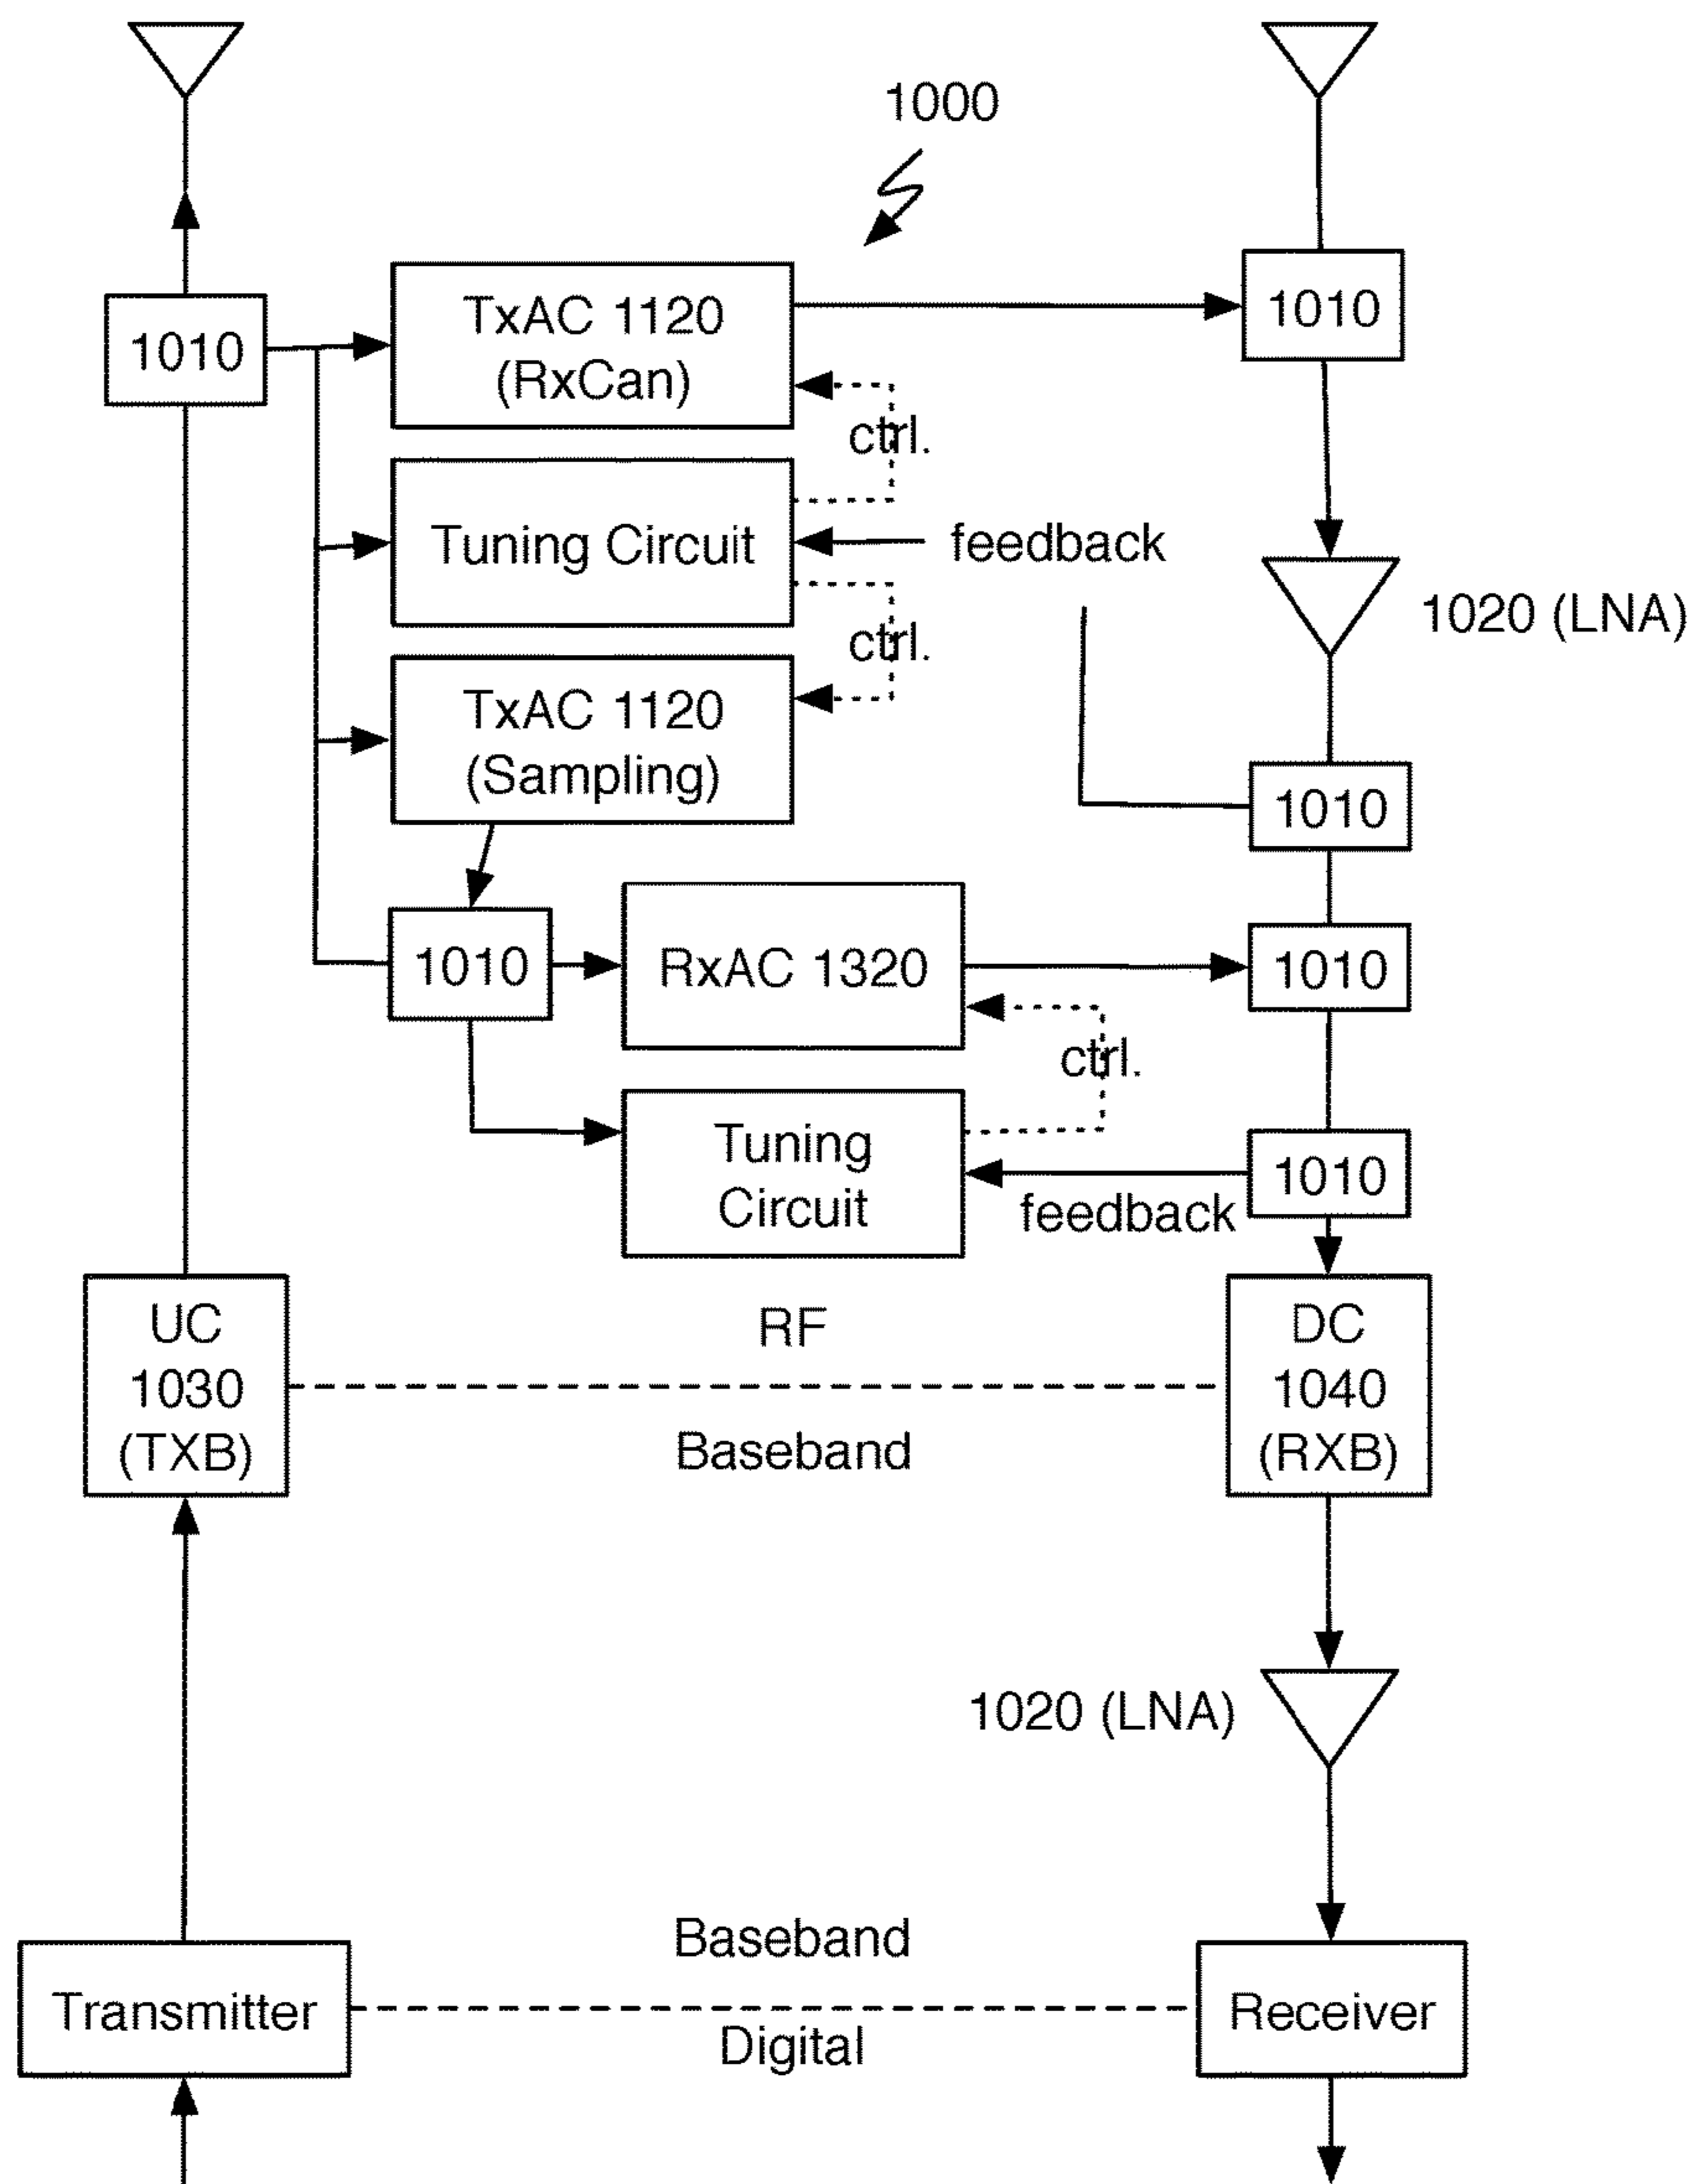 1000
1010
TxAC 1120
(RxCan)
1010
ctrl.
Tuning Circuit
feedback
1020 (LNA)
ctrl.
TxAC 1120
(Sampling)
1010
1010
RxAC 1320
1010
ctrl.
Tuning
Circuit
1010
feedback
UC
1030
(TXB)
RF
Baseband
DC
1040
(RXB)
1020 (LNA)
Baseband
Transmitter
Digital
Receiver